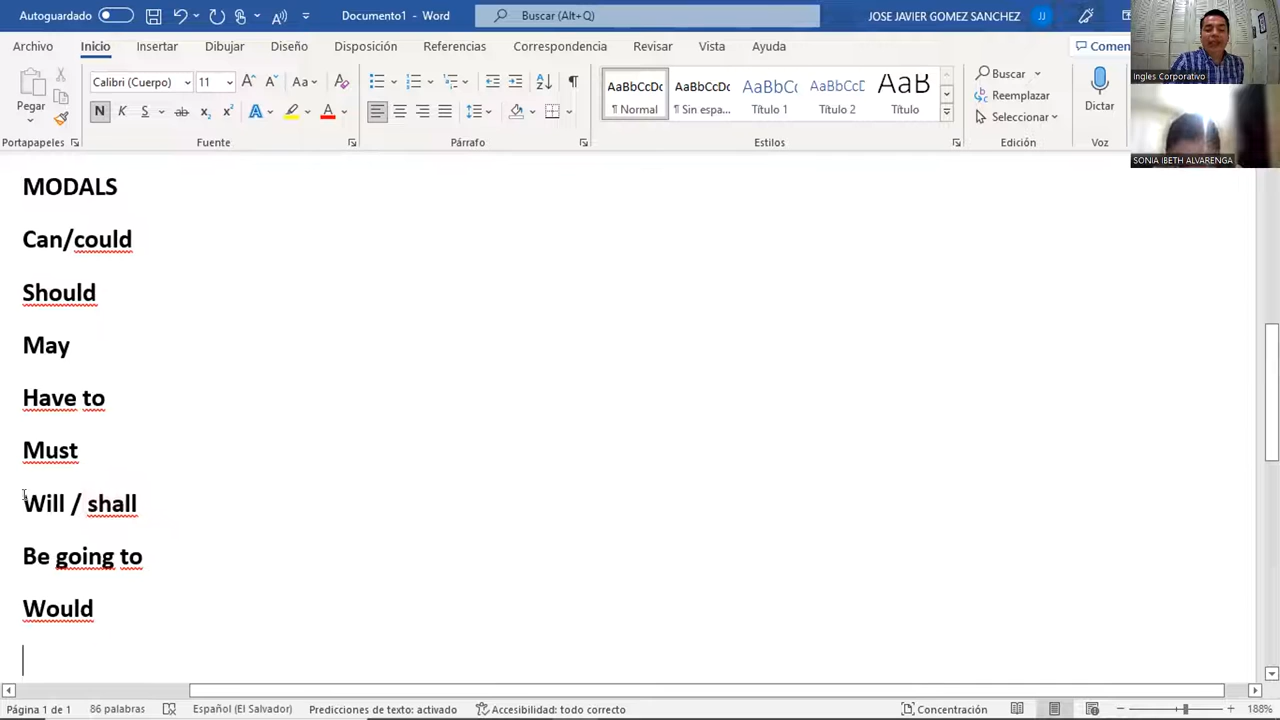 Autoguardado
Documento1 - Word
Buscar (Alt+Q)
JOSE JAVIER GOMEZ SANCHEZ
JJ
Archivo
Inicio
Insertar
Dibujar
Diseño
Disposición
Referencias
Correspondencia
Revisar
Vista
Ayuda
Comen
Ingles Corporativo
Pegar
Calibri (Cuerpo)
11
AaBbCcDc
AaBbCcDc
AaBbCc
AaBbCcD
AaB
¶ Normal
¶ Sin espa...
Título 1
Título 2
Título
Buscar
Reemplazar
Seleccionar
Dictar
Portapapeles
Fuente
Párrafo
Estilos
Edición
Voz
SONIA IBETH ALVARENGA
MODALS
Can/could
Should
May
Have to
Must
Will / shall
Be going to
Would
Página 1 de 1
86 palabras
Español (El Salvador)
Predicciones de texto: activado
Accesibilidad: todo correcto
Concentración
188%